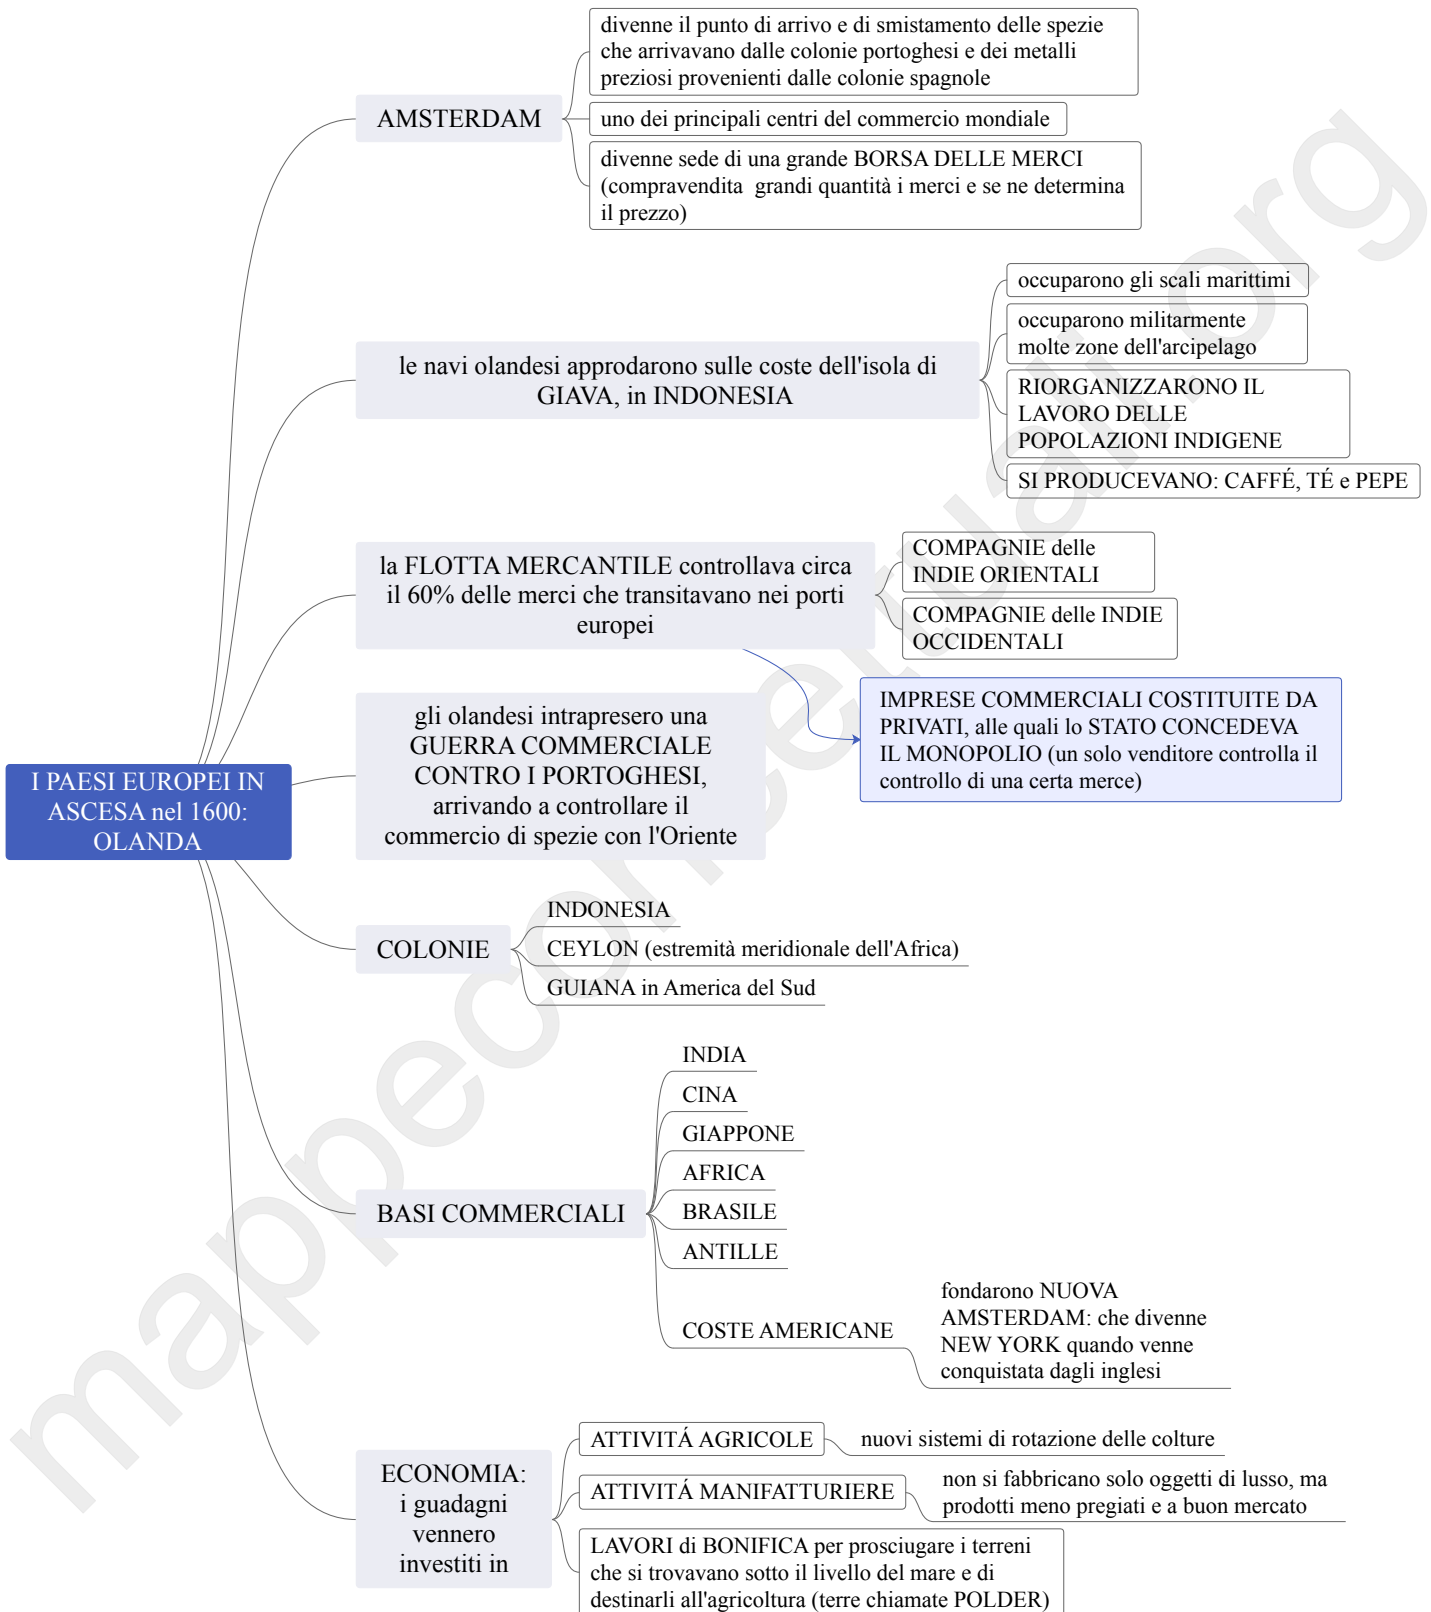 divenne il punto di arrivo e di smistamento delle spezie
che arrivavano dalle colonie portoghesi e dei metalli
preziosi provenienti dalle colonie spagnole
AMSTERDAM
uno dei principali centri del commercio mondiale
divenne sede di una grande BORSA DELLE MERCI
(compravendita  grandi quantità i merci e se ne determina
il prezzo)
occuparono gli scali marittimi
occuparono militarmente
molte zone dell'arcipelago
le navi olandesi approdarono sulle coste dell'isola di
GIAVA, in INDONESIA
RIORGANIZZARONO IL
LAVORO DELLE
POPOLAZIONI INDIGENE
SI PRODUCEVANO: CAFFÉ, TÉ e PEPE
la FLOTTA MERCANTILE controllava circa
il 60% delle merci che transitavano nei porti
europei
COMPAGNIE delle
INDIE ORIENTALI
COMPAGNIE delle INDIE
OCCIDENTALI
IMPRESE COMMERCIALI COSTITUITE DA
PRIVATI, alle quali lo STATO CONCEDEVA
IL MONOPOLIO (un solo venditore controlla il
controllo di una certa merce)
gli olandesi intrapresero una
GUERRA COMMERCIALE
CONTRO I PORTOGHESI,
arrivando a controllare il
commercio di spezie con l'Oriente
I PAESI EUROPEI IN
ASCESA nel 1600:
OLANDA
COLONIE
INDONESIA
CEYLON (estremità meridionale dell'Africa)
GUIANA in America del Sud
BASI COMMERCIALI
INDIA
CINA
GIAPPONE
AFRICA
BRASILE
ANTILLE
COSTE AMERICANE
fondarono NUOVA
AMSTERDAM: che divenne
NEW YORK quando venne
conquistata dagli inglesi
ECONOMIA:
i guadagni
vennero
investiti in
ATTIVITÁ AGRICOLE
nuovi sistemi di rotazione delle colture
ATTIVITÁ MANIFATTURIERE
non si fabbricano solo oggetti di lusso, ma
prodotti meno pregiati e a buon mercato
LAVORI di BONIFICA per prosciugare i terreni
che si trovavano sotto il livello del mare e di
destinarli all'agricoltura (terre chiamate POLDER)
mappeconcettuali.org